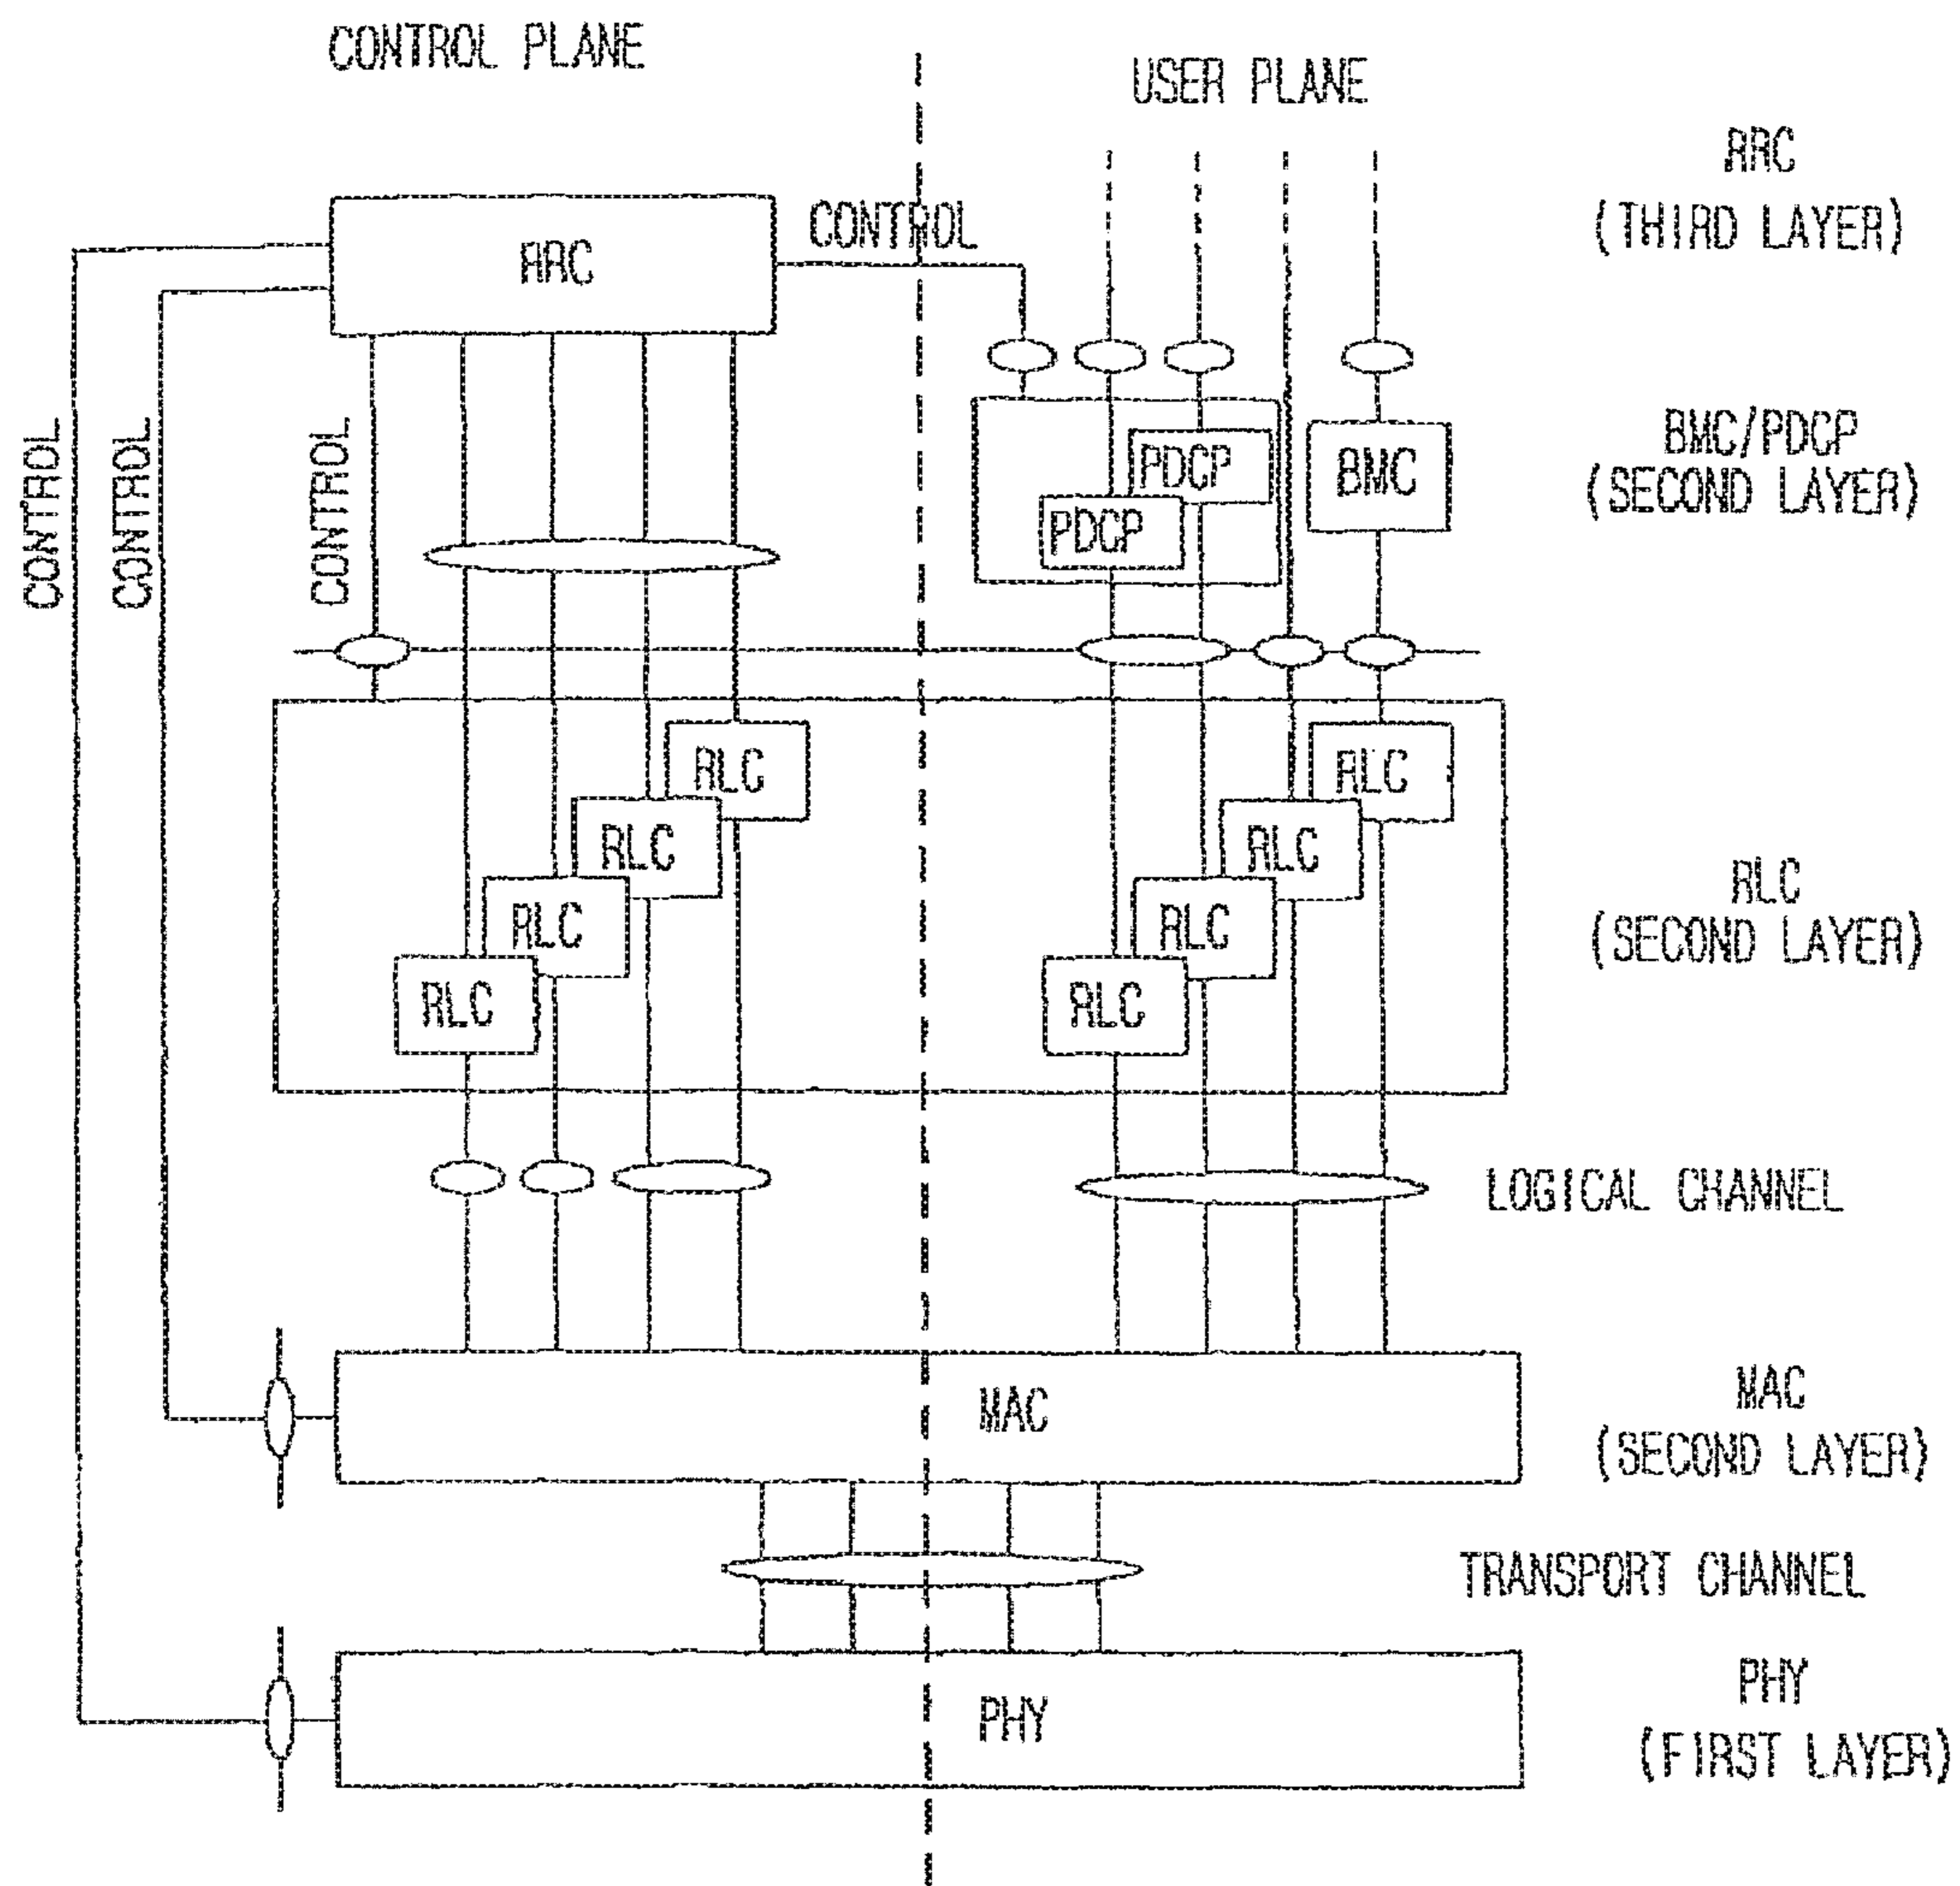 CONTROL PLANE
USER PLANE
RRC
(THIRD LAYER)
CONTROL
RRC
CONTROL
CONTROL
CONTROL
PDCP
PDCP
BMC
BMC/PDCP
(SECOND LAYER)
RLC
RLC
RLC
RLC
RLC
RLC
RLC
RLC
RLC
(SECOND LAYER)
LOGICAL CHANNEL
MAC
MAC
(SECOND LAYER)
TRANSPORT CHANNEL
PHY
PHY
(FIRST LAYER)